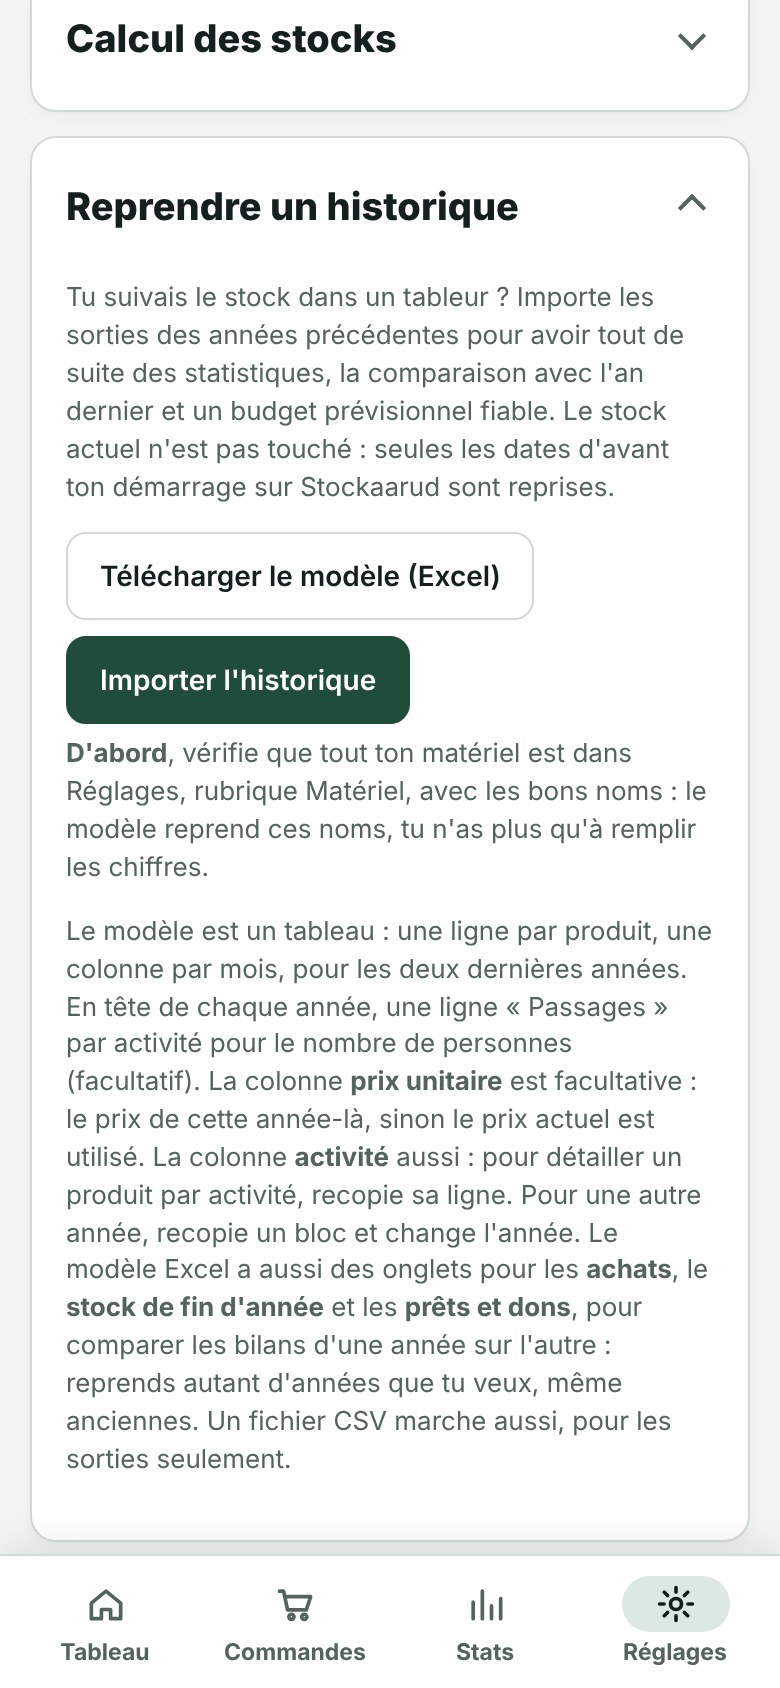 Calcul des stocks
Reprendre un historique
Tu suivais le stock dans un tableur ? Importe les
sorties des années précédentes pour avoir tout de
suite des statistiques, la comparaison avec l'an
dernier et un budget prévisionnel fiable. Le stock
actuel n'est pas touché : seules les dates d'avant
ton démarrage sur Stockaarud sont reprises.
Télécharger le modèle (Excel)
Importer l'historique
D'abord, vérifie que tout ton matériel est dans
Réglages, rubrique Matériel, avec les bons noms : le
modèle reprend ces noms, tu n'as plus qu'à remplir
les chiffres.
Le modèle est un tableau : une ligne par produit, une
colonne par mois, pour les deux dernières années.
En tête de chaque année, une ligne « Passages »
par activité pour le nombre de personnes
(facultatif). La colonne prix unitaire est facultative :
le prix de cette année-là, sinon le prix actuel est
utilisé. La colonne activité aussi : pour détailler un
produit par activité, recopie sa ligne. Pour une autre
année, recopie un bloc et change l'année. Le
modèle Excel a aussi des onglets pour les achats, le
stock de fin d'année et les prêts et dons, pour
comparer les bilans d'une année sur l'autre :
reprends autant d'années que tu veux, même
anciennes. Un fichier CSV marche aussi, pour les
sorties seulement.
Tableau
Commandes
Stats
Réglages